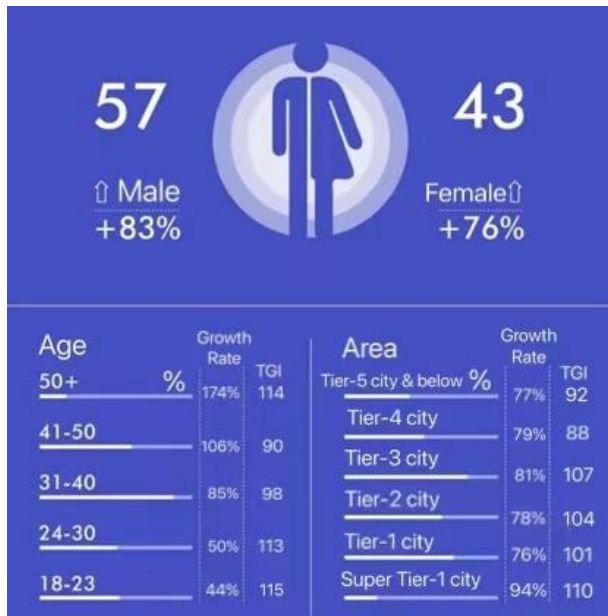 57
43
⇧ Male
Female⇧
+83%
+76%
Age
Growth Rate
TGI
50+ % 174% 114
41-50 106% 90
31-40 85% 98
24-30 50% 113
18-23 44% 115
Area
Growth Rate
TGI
Tier-5 city & below % 77% 92
Tier-4 city 79% 88
Tier-3 city 81% 107
Tier-2 city 78% 104
Tier-1 city 76% 101
Super Tier-1 city 94% 110